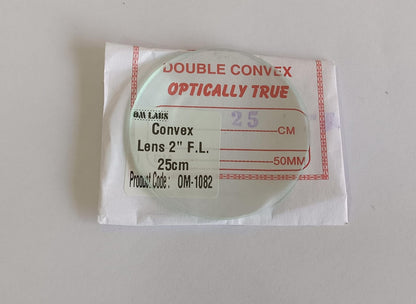 DOUBLE CONVEX
OPTICALLY TRUE
25 CM
50MM
OM LABS
Convex
Lens 2" F.L.
25cm
Product Code : OM-1082